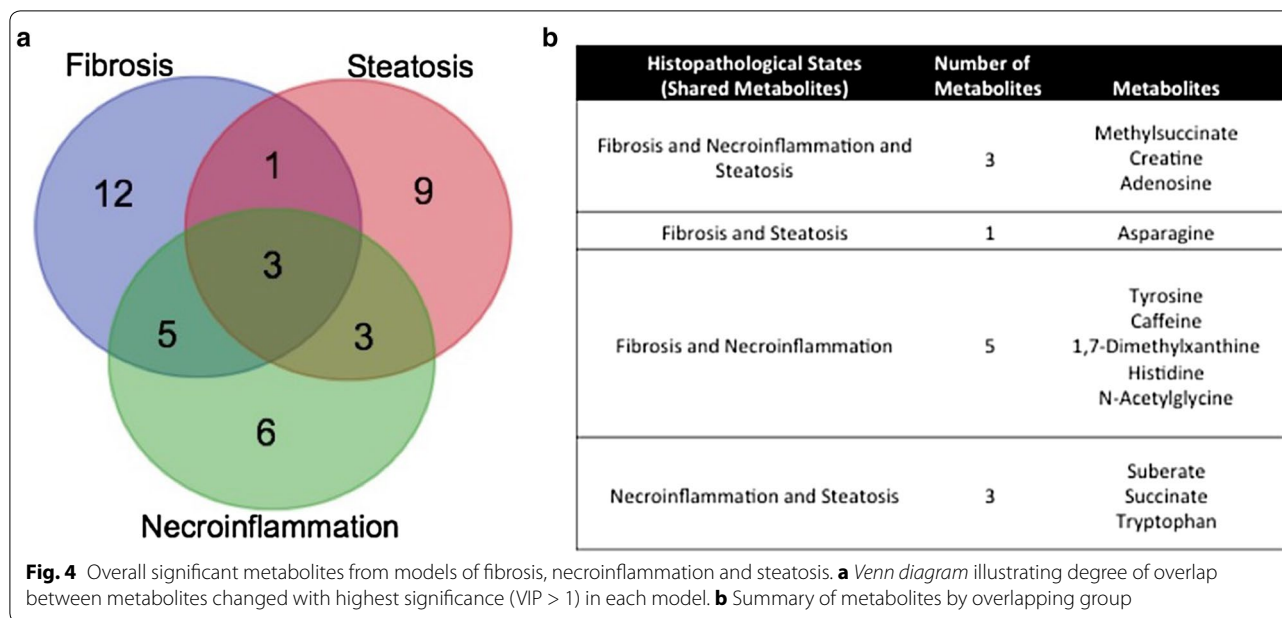 a
Fibrosis
Steatosis
12
1
9
3
5
3
6
Necroinflammation
b
Histopathological States
(Shared Metabolites)
Number of
Metabolites
Metabolites
Fibrosis and Necroinflammation and
Steatosis
3
Methylsuccinate
Creatine
Adenosine
Fibrosis and Steatosis
1
Asparagine
Fibrosis and Necroinflammation
5
Tyrosine
Caffeine
1,7-Dimethylxanthine
Histidine
N-Acetylglycine
Necroinflammation and Steatosis
3
Suberate
Succinate
Tryptophan
Fig. 4 Overall significant metabolites from models of fibrosis, necroinflammation and steatosis. a Venn diagram illustrating degree of overlap
between metabolites changed with highest significance (VIP > 1) in each model. b Summary of metabolites by overlapping group